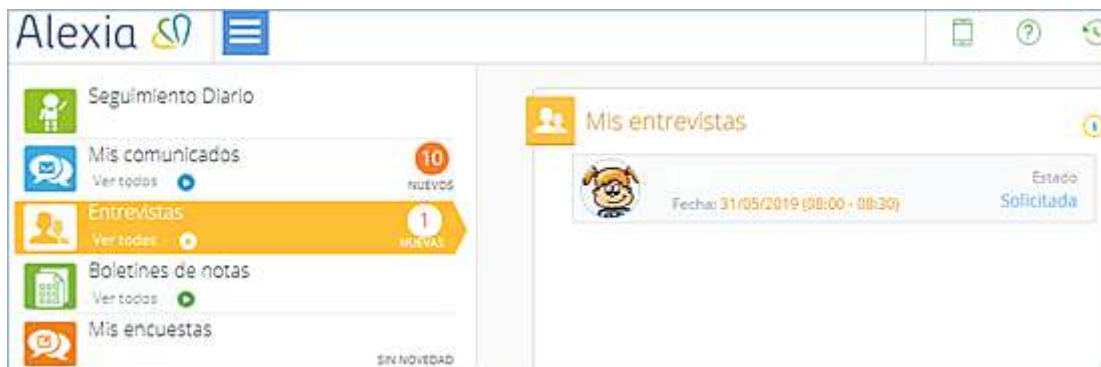 Alexia
Seguimiento Diario
Mis comunicados
Ver todos
10
NUEVOS
Entrevistas
Ver todas
1
NUEVAS
Boletines de notas
Ver todos
Mis encuestas
SIN NOVEDAD
Mis entrevistas
Estado
Fecha: 31/05/2019 (08:00 - 08:30)
Solicitada